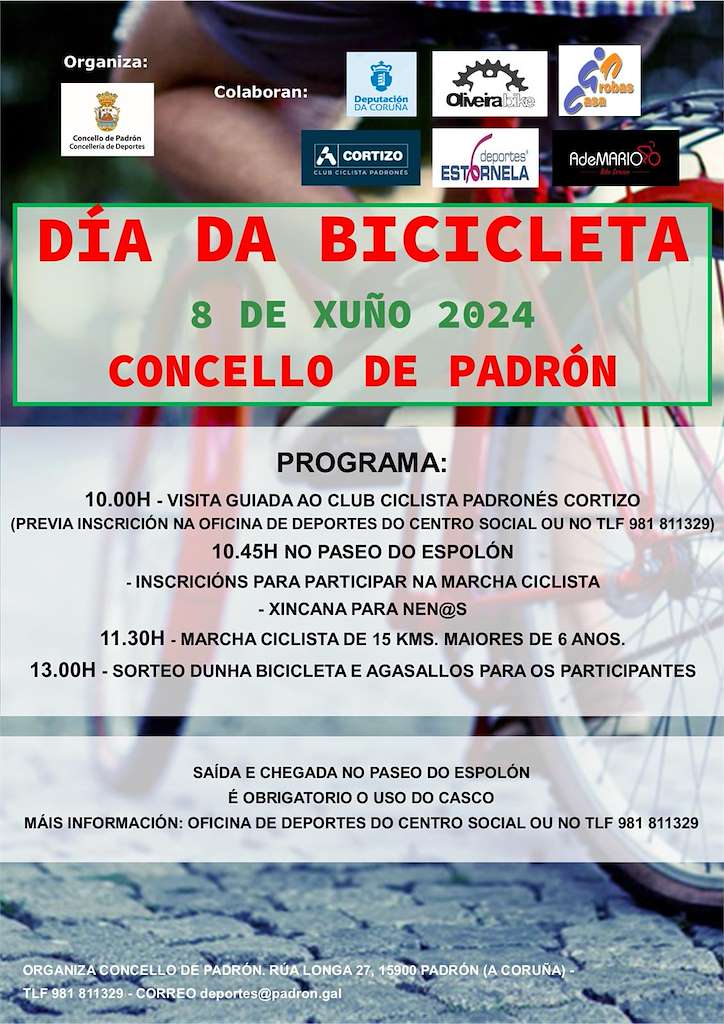 Organiza:
Colaboran:
Concello de Padrón
Concellería de Deportes
Deputación
DA CORUÑA
Oliveira bike
Casa
Grobas
CORTIZO
CLUB CICLISTA PADRONÉS
deportes
ESTORNELA
AdeMARIO
DÍA DA BICICLETA
8 DE XUÑO 2024
CONCELLO DE PADRÓN
PROGRAMA:
10.00H - VISITA GUIADA AO CLUB CICLISTA PADRONÉS CORTIZO
(PREVIA INSCRICIÓN NA OFICINA DE DEPORTES DO CENTRO SOCIAL OU NO TLF 981 811329)
10.45H NO PASEO DO ESPOLÓN
- INSCRICIÓNS PARA PARTICIPAR NA MARCHA CICLISTA
- XINCANA PARA NEN@S
11.30H - MARCHA CICLISTA DE 15 KMS. MAIORES DE 6 ANOS.
13.00H - SORTEO DUNHA BICICLETA E AGASALLOS PARA OS PARTICIPANTES
SAÍDA E CHEGADA NO PASEO DO ESPOLÓN
É OBRIGATORIO O USO DO CASCO
MÁIS INFORMACIÓN: OFICINA DE DEPORTES DO CENTRO SOCIAL OU NO TLF 981 811329
ORGANIZA CONCELLO DE PADRÓN. RÚA LONGA 27, 15900 PADRÓN (A CORUÑA) -
TLF 981 811329 - CORREO deportes@padron.gal